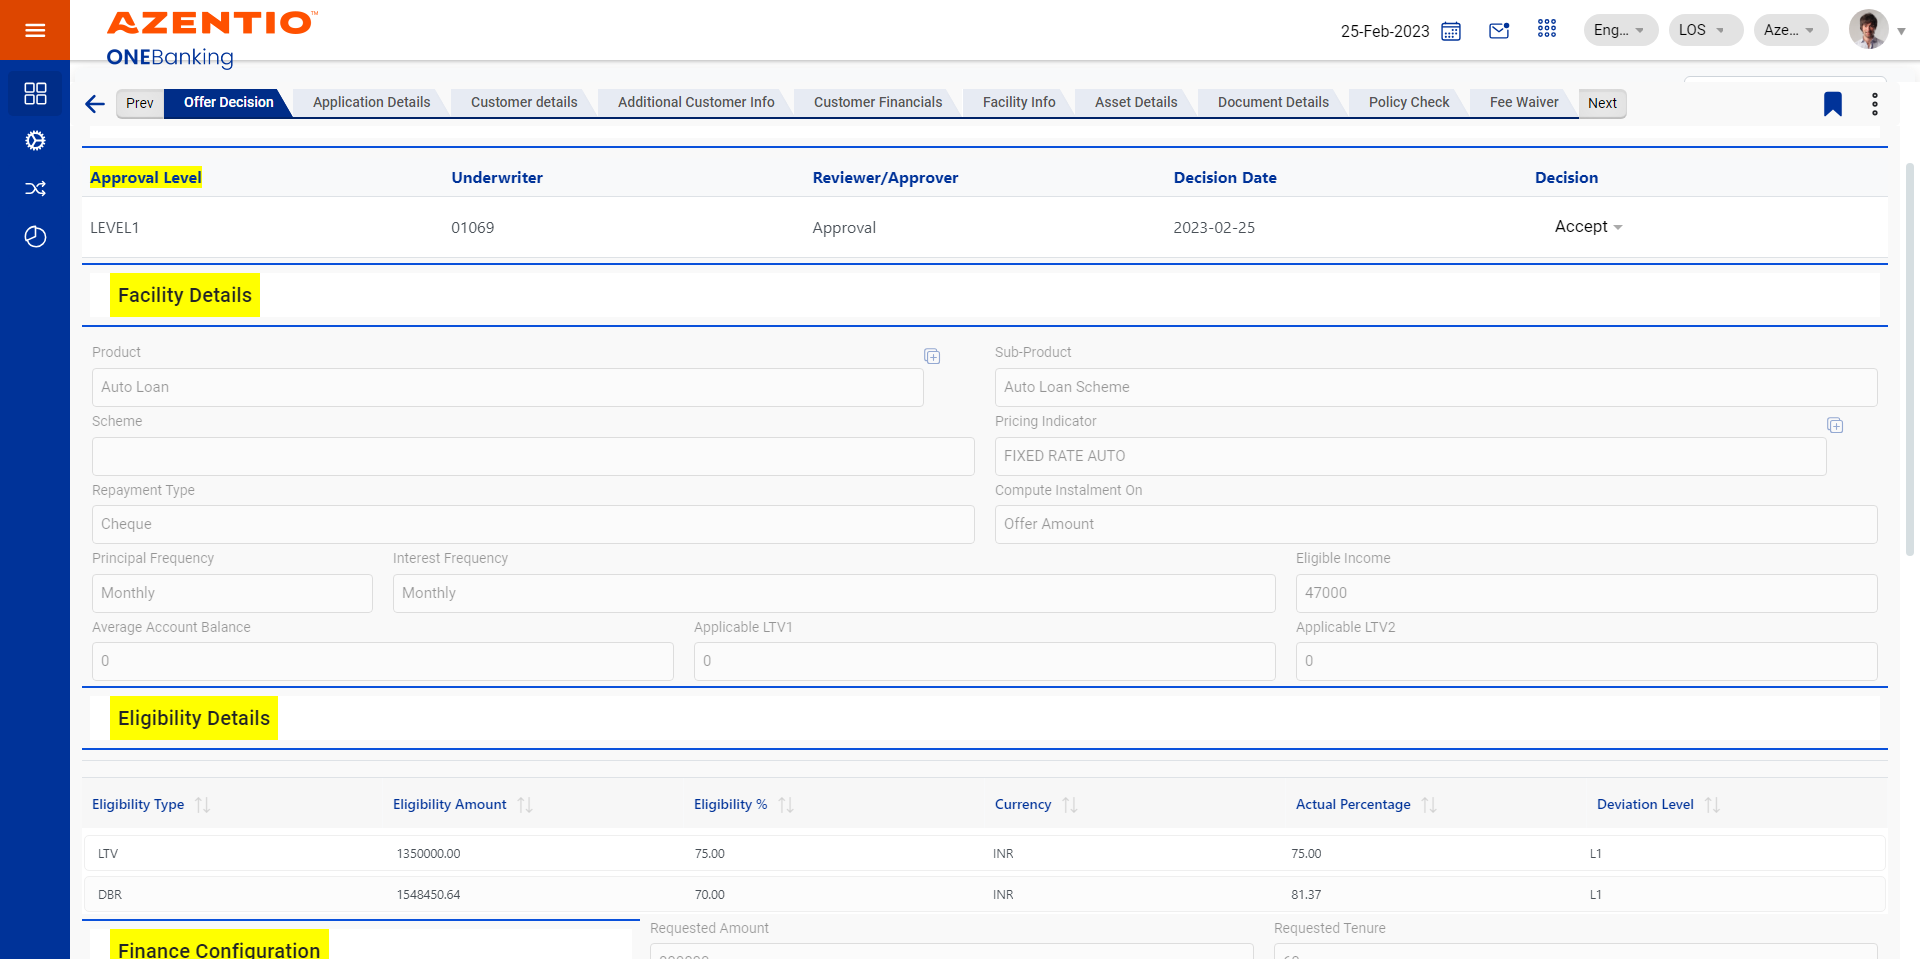 AZENTIO™
ONEBanking
25-Feb-2023
Eng...
LOS
Aze...
Prev
Offer Decision
Application Details
Customer details
Additional Customer Info
Customer Financials
Facility Info
Asset Details
Document Details
Policy Check
Fee Waiver
Next
Approval Level Underwriter Reviewer/Approver Decision Date Decision
LEVEL1 01069 Approval 2023-02-25 Accept
Facility Details
Product Sub-Product
Auto Loan Auto Loan Scheme
Scheme Pricing Indicator
FIXED RATE AUTO
Repayment Type Compute Instalment On
Cheque Offer Amount
Principal Frequency Interest Frequency Eligible Income
Monthly Monthly 47000
Average Account Balance Applicable LTV1 Applicable LTV2
0 0 0
Eligibility Details
Eligibility Type Eligibility Amount Eligibility % Currency Actual Percentage Deviation Level
LTV 1350000.00 75.00 INR 75.00 L1
DBR 1548450.64 70.00 INR 81.37 L1
Requested Amount Requested Tenure
Finance Configuration